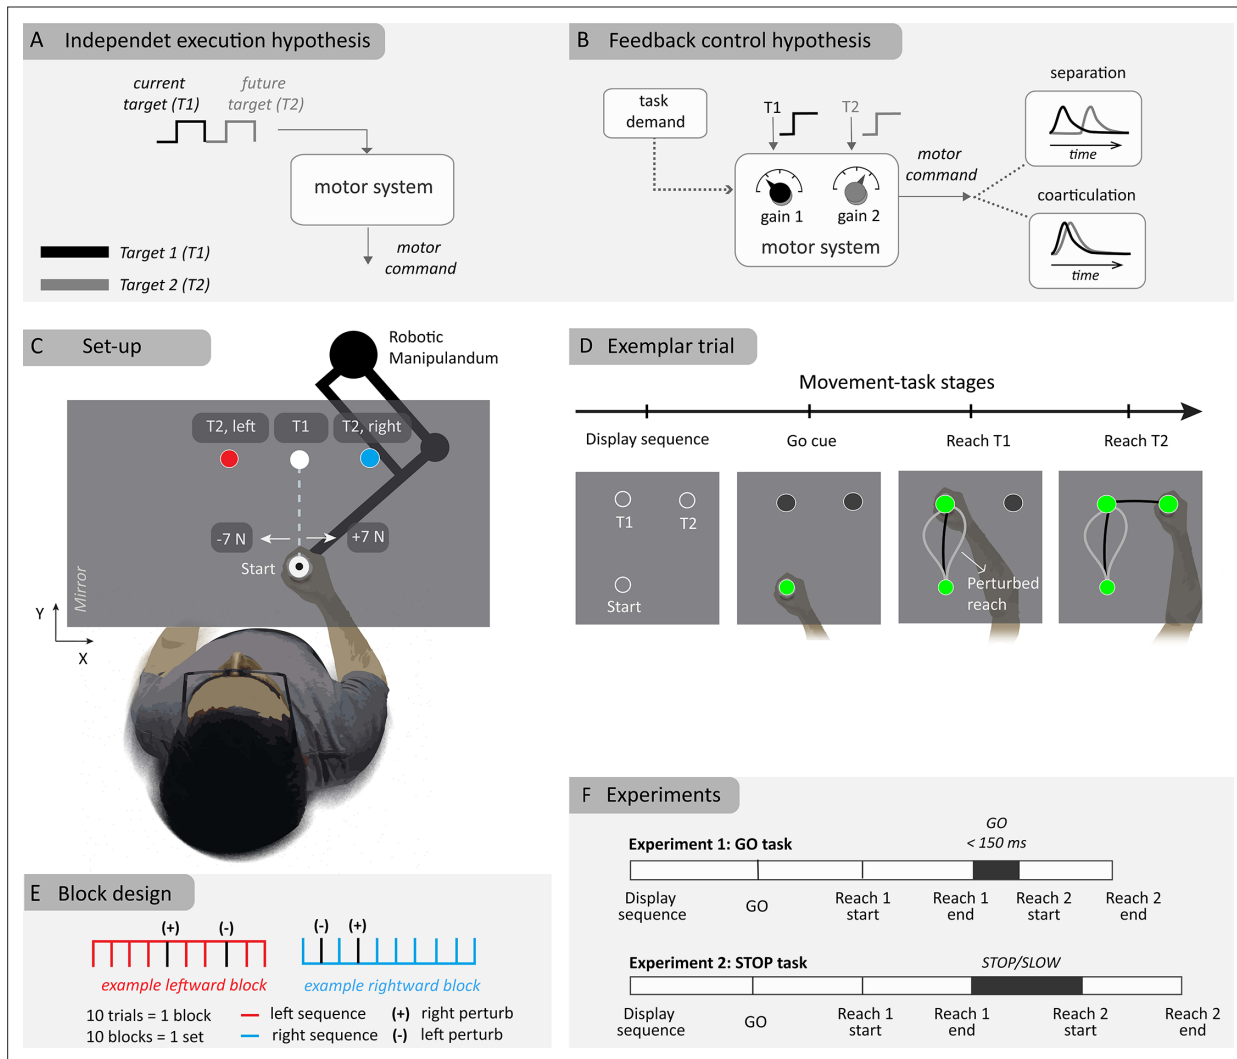 A Independet execution hypothesis
current
target (T1)
future
target (T2)
motor system
motor
command
Target 1 (T1)
Target 2 (T2)
B Feedback control hypothesis
task
demand
T1
T2
gain 1
gain 2
motor system
motor
command
separation
time
coarticulation
time
C Set-up
Robotic
Manipulandum
T2, left
T1
T2, right
-7 N
+7 N
Start
Mirror
Y
X
D Exemplar trial
Movement-task stages
Display sequence
Go cue
Reach T1
Reach T2
T1
T2
Start
Perturbed
reach
E Block design
(+)
(-)
(-)
(+)
example leftward block
example rightward block
10 trials = 1 block
left sequence
(+) right perturb
10 blocks = 1 set
right sequence
(-) left perturb
F Experiments
GO
< 150 ms
Experiment 1: GO task
Display
sequence
GO
Reach 1
start
Reach 1
end
Reach 2
start
Reach 2
end
Experiment 2: STOP task
STOP/SLOW
Display
sequence
GO
Reach 1
start
Reach 1
end
Reach 2
start
Reach 2
end